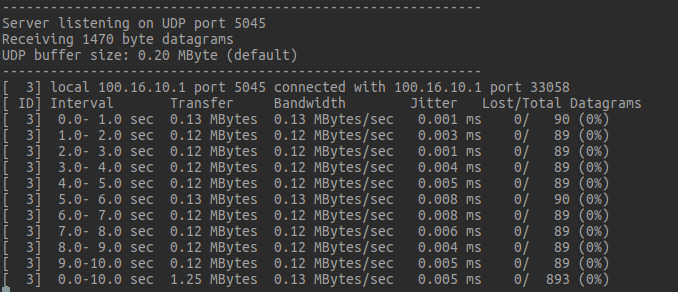 ------------------------------------------------------------
Server listening on UDP port 5045
Receiving 1470 byte datagrams
UDP buffer size: 0.20 MByte (default)
------------------------------------------------------------
[  3] local 100.16.10.1 port 5045 connected with 100.16.10.1 port 33058
[ ID] Interval       Transfer     Bandwidth        Jitter   Lost/Total Datagrams
[  3]  0.0- 1.0 sec  0.13 MBytes  0.13 MBytes/sec   0.001 ms    0/   90 (0%)
[  3]  1.0- 2.0 sec  0.12 MBytes  0.12 MBytes/sec   0.003 ms    0/   89 (0%)
[  3]  2.0- 3.0 sec  0.12 MBytes  0.12 MBytes/sec   0.001 ms    0/   89 (0%)
[  3]  3.0- 4.0 sec  0.12 MBytes  0.12 MBytes/sec   0.004 ms    0/   89 (0%)
[  3]  4.0- 5.0 sec  0.12 MBytes  0.12 MBytes/sec   0.005 ms    0/   89 (0%)
[  3]  5.0- 6.0 sec  0.13 MBytes  0.13 MBytes/sec   0.008 ms    0/   90 (0%)
[  3]  6.0- 7.0 sec  0.12 MBytes  0.12 MBytes/sec   0.008 ms    0/   89 (0%)
[  3]  7.0- 8.0 sec  0.12 MBytes  0.12 MBytes/sec   0.006 ms    0/   89 (0%)
[  3]  8.0- 9.0 sec  0.12 MBytes  0.12 MBytes/sec   0.004 ms    0/   89 (0%)
[  3]  9.0-10.0 sec  0.12 MBytes  0.12 MBytes/sec   0.005 ms    0/   89 (0%)
[  3]  0.0-10.0 sec  1.25 MBytes  0.13 MBytes/sec   0.005 ms    0/  893 (0%)